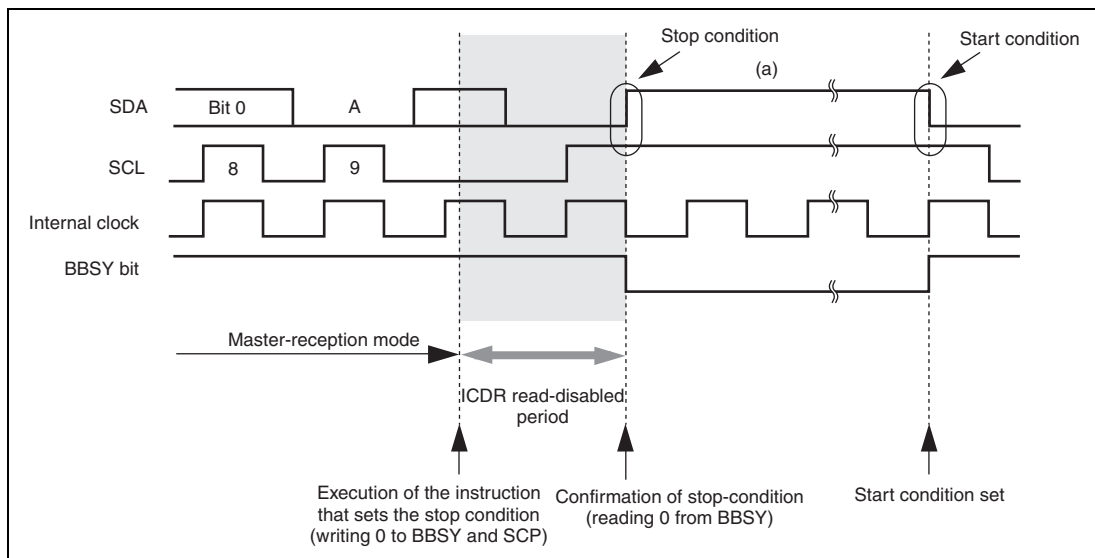 Stop condition
Start condition
(a)
SDA
Bit 0
A
SCL
8
9
Internal clock
BBSY bit
Master-reception mode
ICDR read-disabled
period
Execution of the instruction
that sets the stop condition
(writing 0 to BBSY and SCP)
Confirmation of stop-condition
(reading 0 from BBSY)
Start condition set